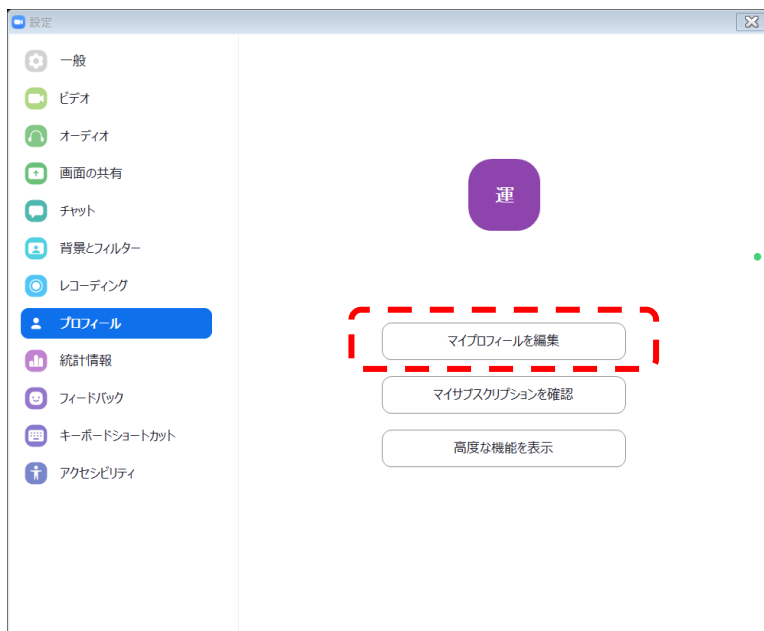 設定
一般
ビデオ
オーディオ
画面の共有
チャット
背景とフィルター
レコーディング
プロフィール
統計情報
フィードバック
キーボードショートカット
アクセシビリティ
運
マイプロフィールを編集
マイサブスクリプションを確認
高度な機能を表示